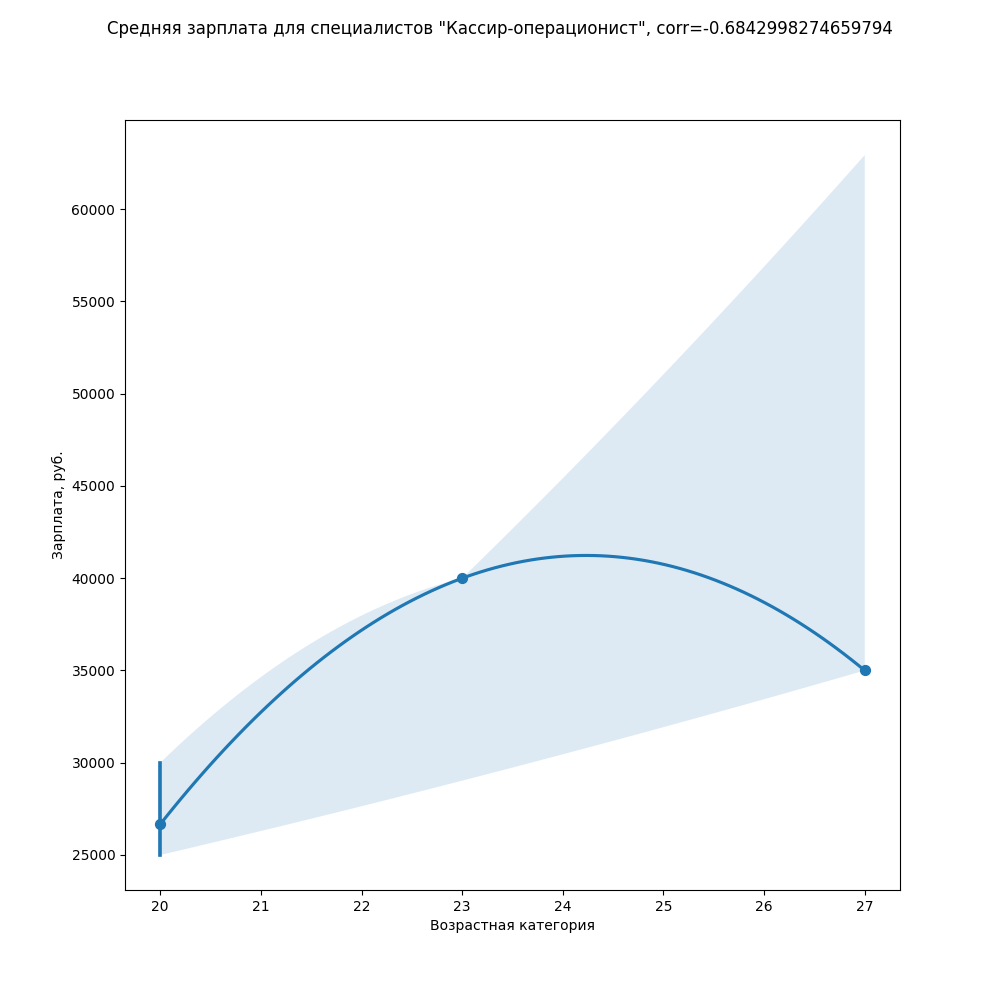 Средняя зарплата для специалистов "Кассир-операционист", corr=-0.6842998274659794
60000
55000
50000
45000
40000
35000
30000
25000
Зарплата, руб.
20 21 22 23 24 25 26 27
Возрастная категория